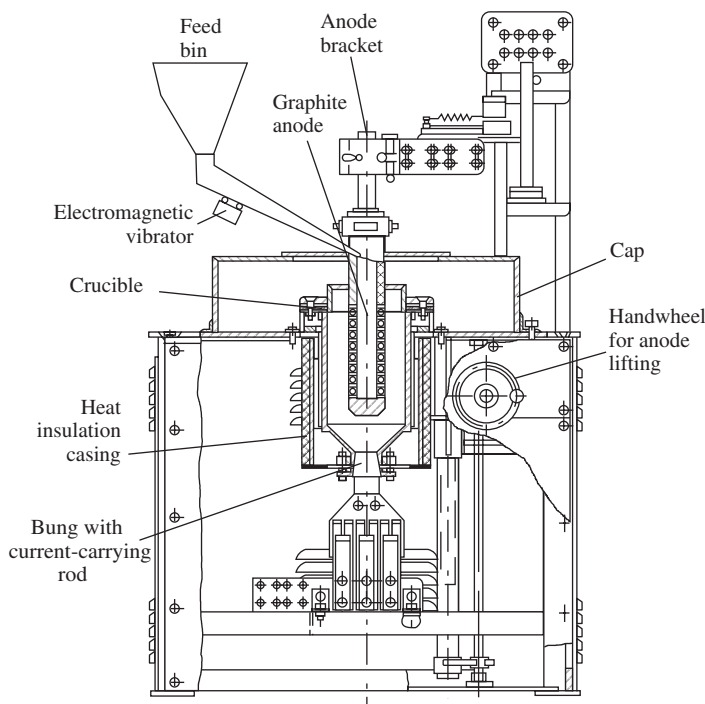 Feed
bin
Anode
bracket
Graphite
anode
Electromagnetic
vibrator
Crucible
Cap
Handwheel
for anode
lifting
Heat
insulation
casing
Bung with
current-carrying
rod